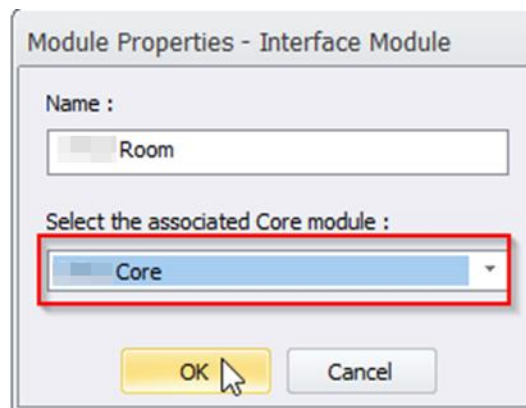 Module Properties - Interface Module
Name :
Room
Select the associated Core module :
Core
OK
Cancel